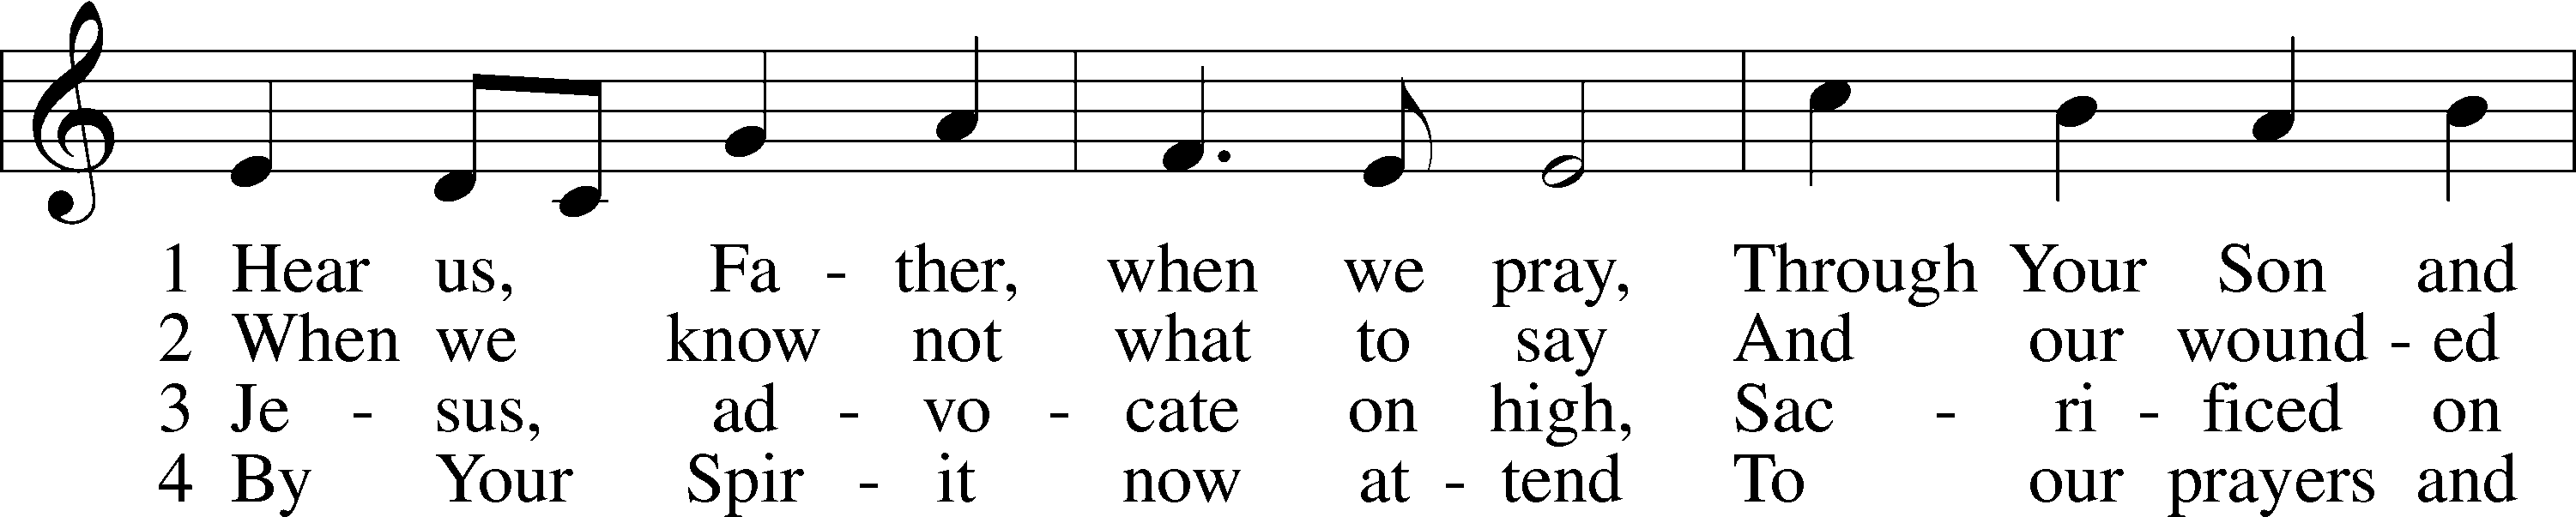 1 Hear us, Fa - ther, when we pray, Through Your Son and
2 When we know not what to say And our wound - ed
3 Je - sus, ad - vo - cate on high, Sac - ri - ficed on
4 By Your Spir - it now at - tend To our prayers and